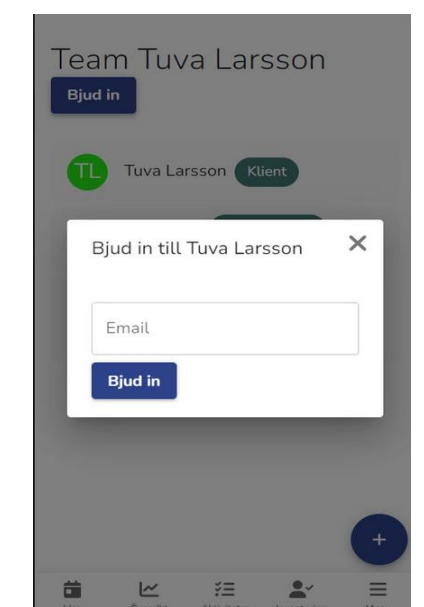 Team Tuva Larsson
Bjud in
TL Tuva Larsson Klient
Bjud in till Tuva Larsson
Email
Bjud in
+